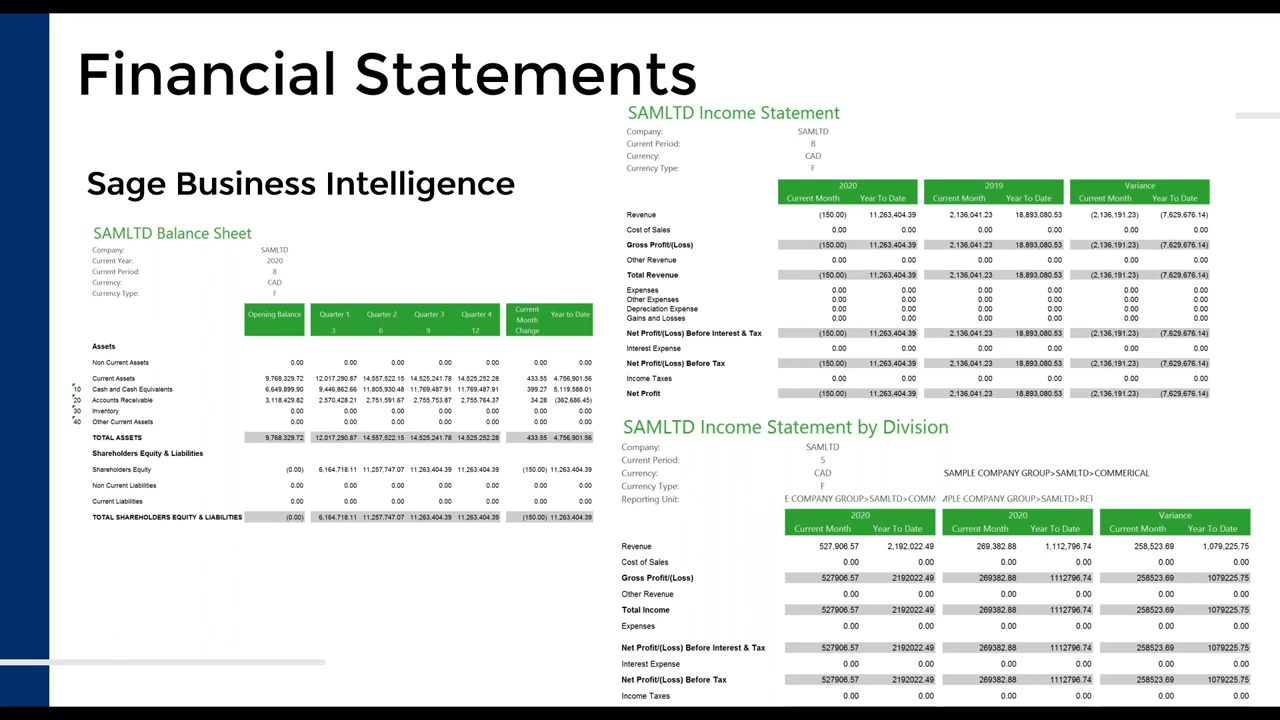 Financial Statements
Sage Business Intelligence
SAMLTD Balance Sheet
Company: SAMLTD
Current Year: 2020
Current Period: 8
Currency: CAD
Currency Type: F
Opening Balance Quarter 1 Quarter 2 Quarter 3 Quarter 4 Current Month Change Year to Date
3 6 9 12
Assets
Non Current Assets 0.00 0.00 0.00 0.00 0.00 0.00 0.00
Current Assets 9,768,329.72 12,017,290.87 14,557,522.15 14,525,241.78 14,525,252.28 433.55 4,756,901.56
10 Cash and Cash Equivalents 6,649,899.90 9,446,862.66 11,805,930.48 11,769,487.91 11,769,487.91 399.27 5,119,588.01
20 Accounts Receivable 3,118,429.82 2,570,428.21 2,751,591.67 2,755,753.87 2,755,764.37 34.28 (362,686.45)
30 Inventory 0.00 0.00 0.00 0.00 0.00 0.00 0.00
40 Other Current Assets 0.00 0.00 0.00 0.00 0.00 0.00 0.00
TOTAL ASSETS 9,768,329.72 12,017,290.87 14,557,522.15 14,525,241.78 14,525,252.28 433.55 4,756,901.56
Shareholders Equity & Liabilities
Shareholders Equity (0.00) 6,164,718.11 11,257,747.07 11,263,404.39 11,263,404.39 (150.00) 11,263,404.39
Non Current Liabilities 0.00 0.00 0.00 0.00 0.00 0.00 0.00
Current Liabilities 0.00 0.00 0.00 0.00 0.00 0.00 0.00
TOTAL SHAREHOLDERS EQUITY & LIABILITIES (0.00) 6,164,718.11 11,257,747.07 11,263,404.39 11,263,404.39 (150.00) 11,263,404.39
SAMLTD Income Statement
Company: SAMLTD
Current Period: 8
Currency: CAD
Currency Type: F
2020 2019 Variance
Current Month Year To Date Current Month Year To Date Current Month Year To Date
Revenue (150.00) 11,263,404.39 2,136,041.23 18,893,080.53 (2,136,191.23) (7,629,676.14)
Cost of Sales 0.00 0.00 0.00 0.00 0.00 0.00
Gross Profit/(Loss) (150.00) 11,263,404.39 2,136,041.23 18,893,080.53 (2,136,191.23) (7,629,676.14)
Other Revenue 0.00 0.00 0.00 0.00 0.00 0.00
Total Revenue (150.00) 11,263,404.39 2,136,041.23 18,893,080.53 (2,136,191.23) (7,629,676.14)
Expenses 0.00 0.00 0.00 0.00 0.00 0.00
Other Expenses 0.00 0.00 0.00 0.00 0.00 0.00
Depreciation Expense 0.00 0.00 0.00 0.00 0.00 0.00
Gains and Losses 0.00 0.00 0.00 0.00 0.00 0.00
Net Profit/(Loss) Before Interest & Tax (150.00) 11,263,404.39 2,136,041.23 18,893,080.53 (2,136,191.23) (7,629,676.14)
Interest Expense 0.00 0.00 0.00 0.00 0.00 0.00
Net Profit/(Loss) Before Tax (150.00) 11,263,404.39 2,136,041.23 18,893,080.53 (2,136,191.23) (7,629,676.14)
Income Taxes 0.00 0.00 0.00 0.00 0.00 0.00
Net Profit (150.00) 11,263,404.39 2,136,041.23 18,893,080.53 (2,136,191.23) (7,629,676.14)
SAMLTD Income Statement by Division
Company: SAMLTD
Current Period: 5
Currency: CAD SAMPLE COMPANY GROUP>SAMLTD>COMMERICAL
Currency Type: F
Reporting Unit: E COMPANY GROUP>SAMLTD>COMM MPLE COMPANY GROUP>SAMLTD>RET
2020 2020 Variance
Current Month Year To Date Current Month Year To Date Current Month Year To Date
Revenue 527,906.57 2,192,022.49 269,382.88 1,112,796.74 258,523.69 1,079,225.75
Cost of Sales 0.00 0.00 0.00 0.00 0.00 0.00
Gross Profit/(Loss) 527906.57 2192022.49 269382.88 1112796.74 258523.69 1079225.75
Other Revenue 0.00 0.00 0.00 0.00 0.00 0.00
Total Income 527906.57 2192022.49 269382.88 1112796.74 258523.69 1079225.75
Expenses 0.00 0.00 0.00 0.00 0.00 0.00
Net Profit/(Loss) Before Interest & Tax 527906.57 2192022.49 269382.88 1112796.74 258523.69 1079225.75
Interest Expense 0.00 0.00 0.00 0.00 0.00 0.00
Net Profit/(Loss) Before Tax 527906.57 2192022.49 269382.88 1112796.74 258523.69 1079225.75
Income Taxes 0.00 0.00 0.00 0.00 0.00 0.00